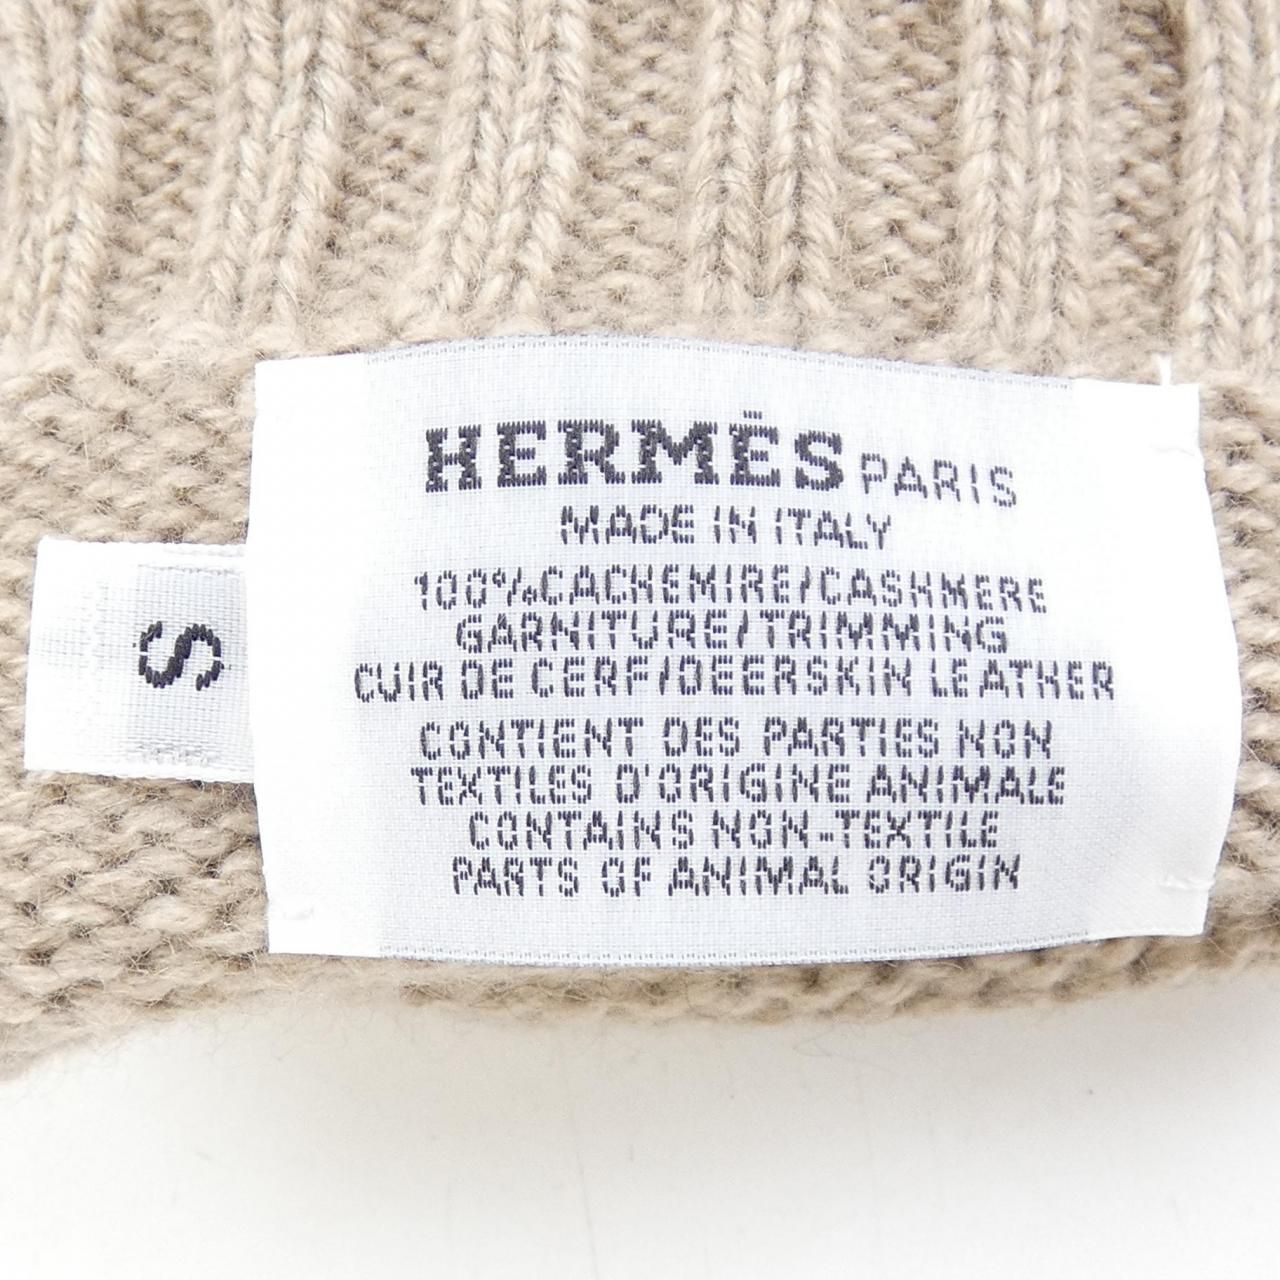 HERMÈS PARIS
MADE IN ITALY
100% CACHEMIRE/CASHMERE
GARNITURE/TRIMMING
CUIR DE CERF/DEERSKIN LEATHER
CONTIENT DES PARTIES NON
TEXTILES D'ORIGINE ANIMALE
CONTAINS NON-TEXTILE
PARTS OF ANIMAL ORIGIN
S